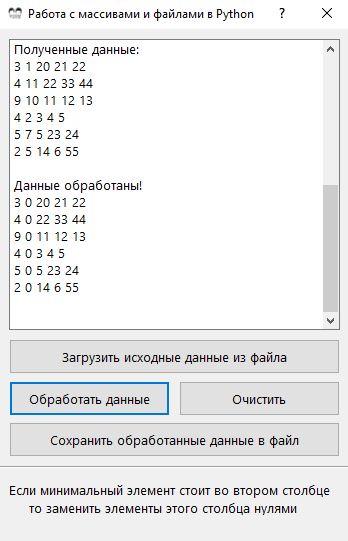 Работа с массивами и файлами в Python
Полученные данные:
3 1 20 21 22
4 11 22 33 44
9 10 11 12 13
4 2 3 4 5
5 7 5 23 24
2 5 14 6 55
Данные обработаны!
3 0 20 21 22
4 0 22 33 44
9 0 11 12 13
4 0 3 4 5
5 0 5 23 24
2 0 14 6 55
Загрузить исходные данные из файла
Обработать данные
Очистить
Сохранить обработанные данные в файл
Если минимальный элемент стоит во втором столбце
то заменить элементы этого столбца нулями